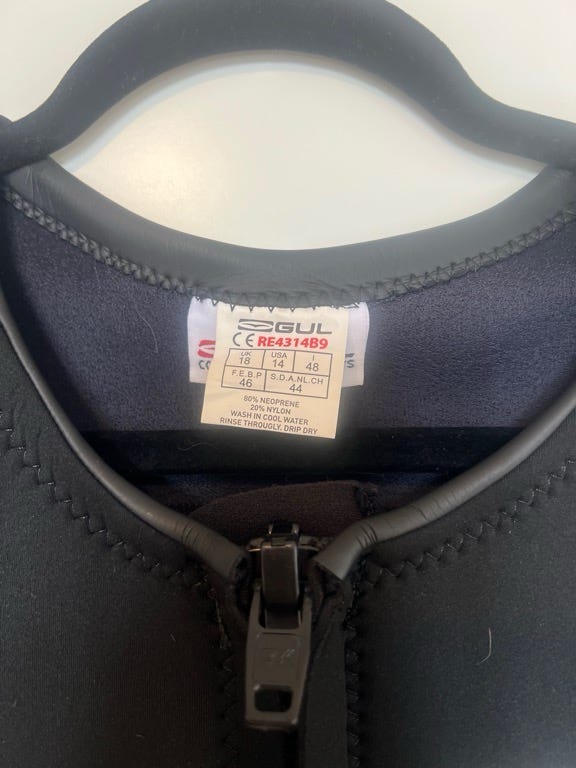 GUL
CE RE4314B9
UK USA I
18 14 48
F.E.B.P S.D.A.NL.CH
46 44
80% NEOPRENE
20% NYLON
WASH IN COOL WATER
RINSE THROUGLY. DRIP DRY